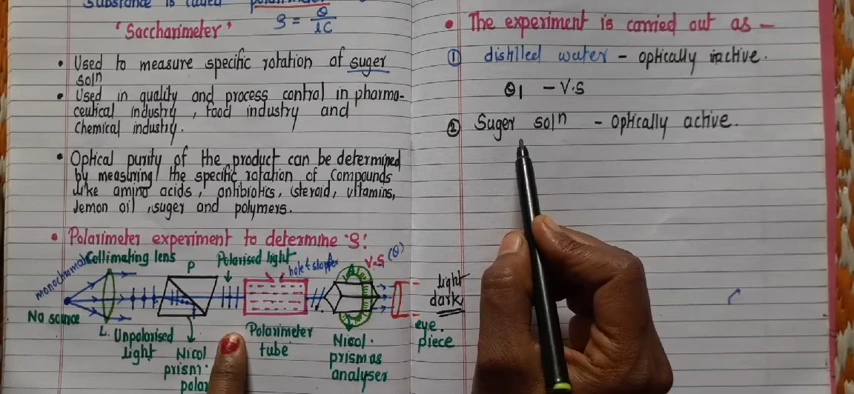 Substance is called
"Saccharimeter" S = θ / lC
• Used to measure specific rotation of suger
solⁿ
• Used in quality and process control in pharma-
ceutical industry, food industry and
chemical industry.
• Optical purity of the product can be determined
by measuring the specific rotation of compounds
like amino acids, antibiotics, steroid, vitamins,
lemon oil, suger and polymers.
• Polarimeter experiment to determine 'S'.
Collimating lens
P
Polarised light
hole & stopper
V.S (θ)
monochromatic
Na source
L
Unpolarised
light
Nicol
prism
polar
Polarimeter
tube
A
Nicol
prism as
analyser
eye
piece
light
dark
• The experiment is carried out as –
① distilled water – optically inactive.
θ1 – V.S
② Suger solⁿ – optically active.